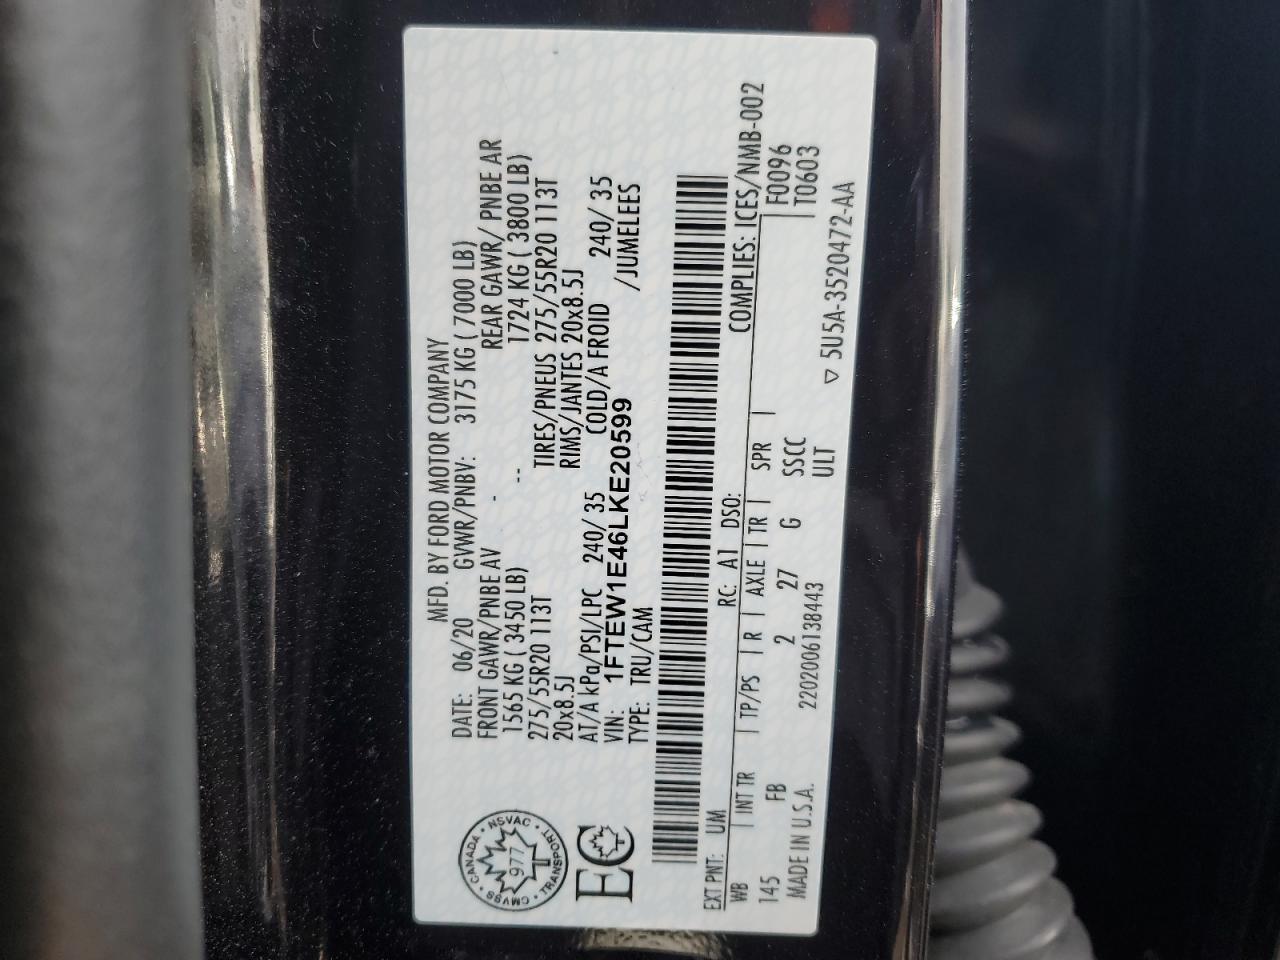 MFD. BY FORD MOTOR COMPANY
DATE: 06/20 GVWR/PNBV: 3175 KG ( 7000 LB)
FRONT GAWR/PNBE AV REAR GAWR/ PNBE AR
1565 KG ( 3450 LB) - 1724 KG ( 3800 LB)
275/55R20 113T -- TIRES/PNEUS 275/55R20 113T
20x8.5J RIMS/JANTES 20x8.5J
AT/A kPa/PSI/LPC 240/ 35 COLD/A FROID 240/ 35
VIN: 1FTEW1E46LKE20599 /JUMELEES
TYPE: TRU/CAM
CANADA • NSVAC • TRANSPORT • CMVSS •
977
T
EC
EXT PNT: UM RC: A1 DSO: COMPLIES: ICES/NMB-002
WB | INT TR | TP/PS | R | AXLE | TR | SPR | F0096
145 FB 2 27 G SSCC | T0603
MADE IN U.S.A. 2202006138443 ULT
▽ 5U5A-3520472-AA